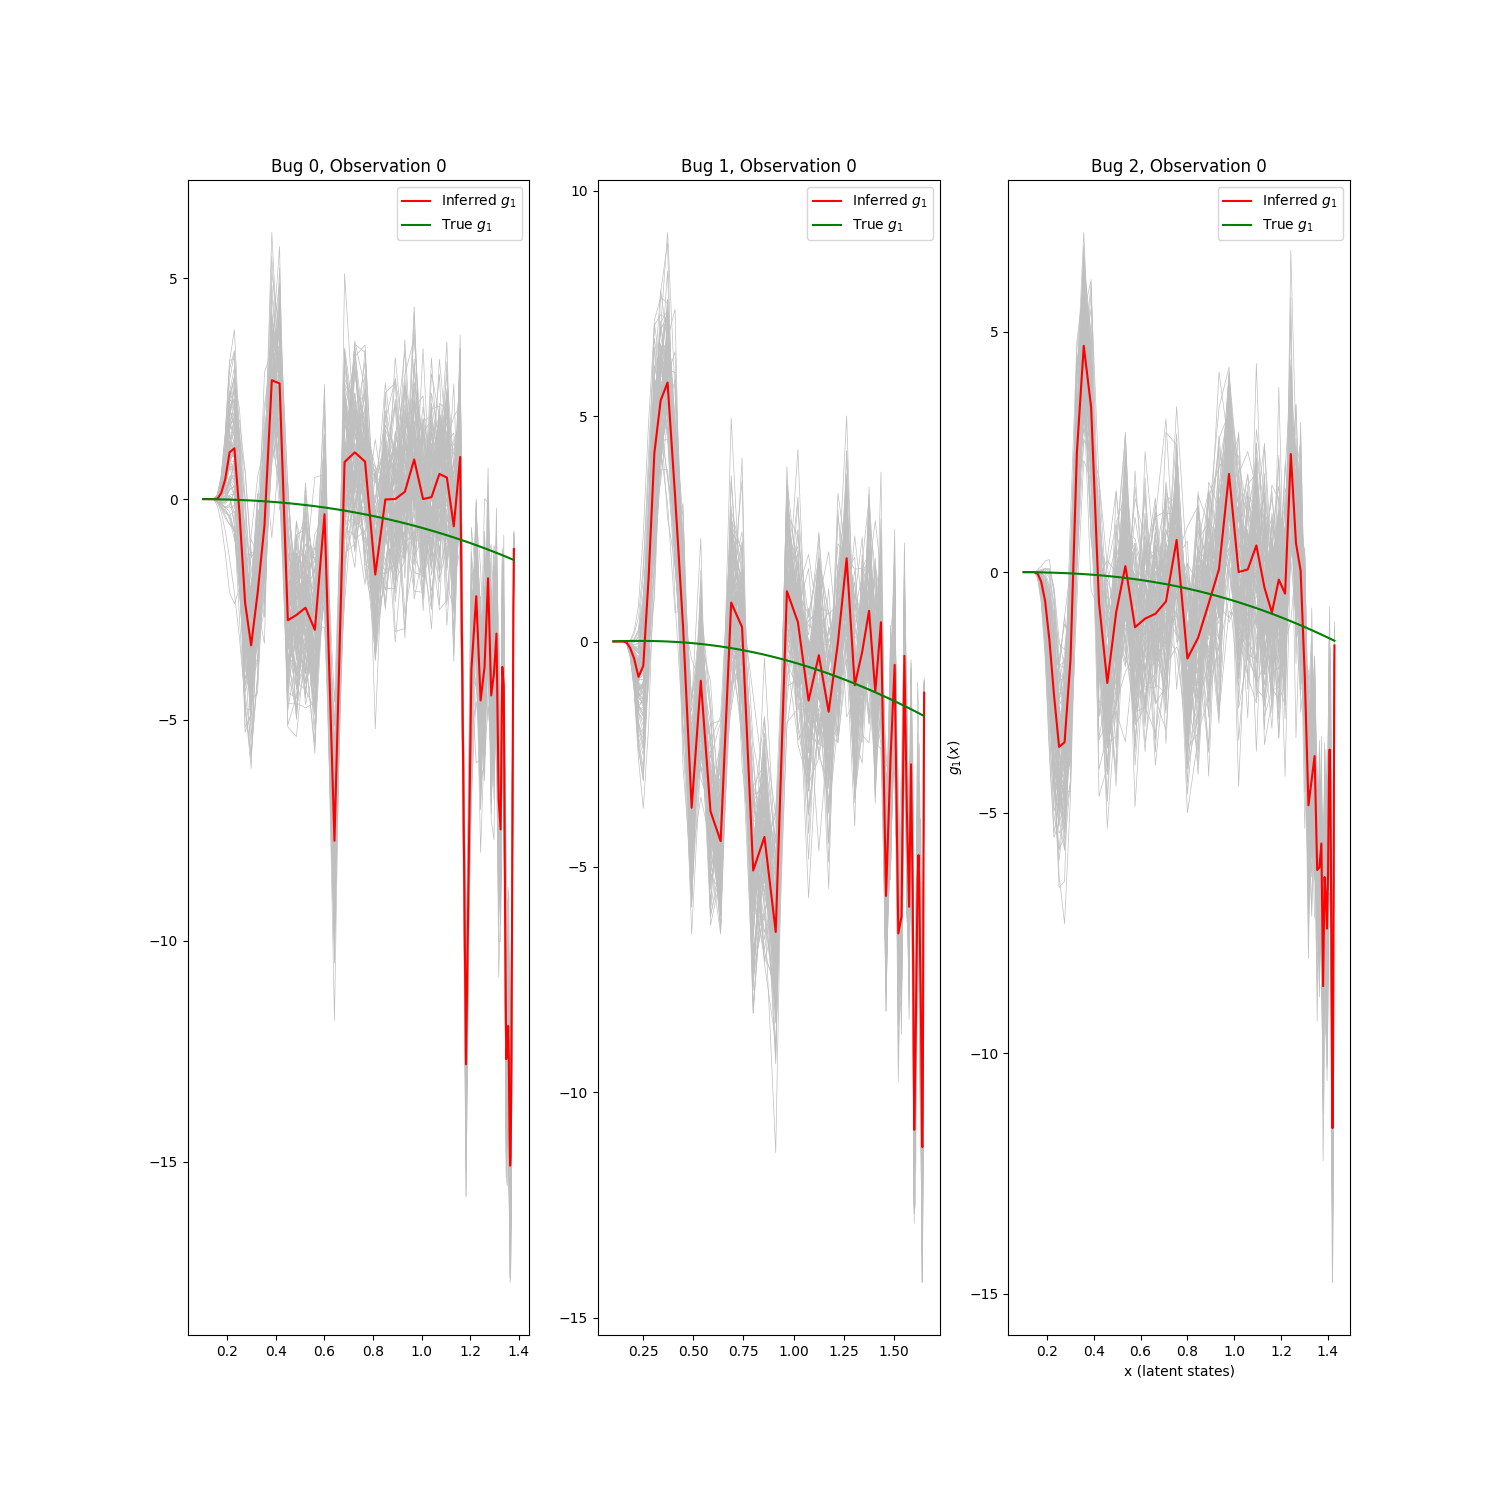 Bug 0, Observation 0
Inferred g₁
True g₁
5
0
−5
−10
−15
0.2 0.4 0.6 0.8 1.0 1.2 1.4
Bug 1, Observation 0
Inferred g₁
True g₁
10
5
0
−5
−10
−15
0.25 0.50 0.75 1.00 1.25 1.50
Bug 2, Observation 0
Inferred g₁
True g₁
g₁(x)
5
0
−5
−10
−15
0.2 0.4 0.6 0.8 1.0 1.2 1.4
x (latent states)